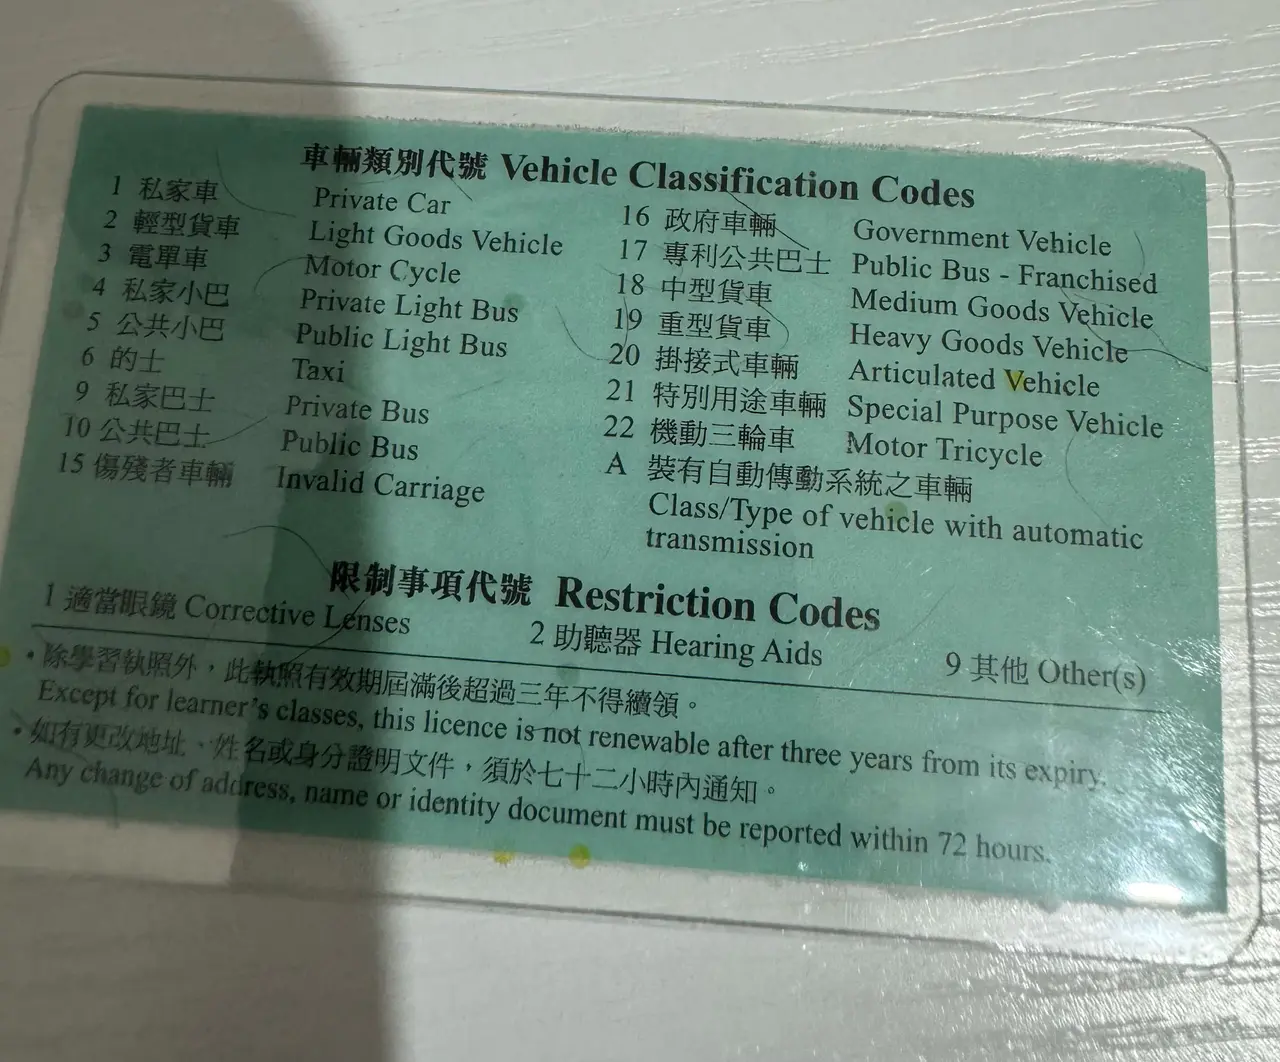 車輛類別代號 Vehicle Classification Codes
1 私家車 Private Car
2 輕型貨車 Light Goods Vehicle
3 電單車 Motor Cycle
4 私家小巴 Private Light Bus
5 公共小巴 Public Light Bus
6 的士 Taxi
9 私家巴士 Private Bus
10 公共巴士 Public Bus
15 傷殘者車輛 Invalid Carriage
16 政府車輛 Government Vehicle
17 專利公共巴士 Public Bus - Franchised
18 中型貨車 Medium Goods Vehicle
19 重型貨車 Heavy Goods Vehicle
20 掛接式車輛 Articulated Vehicle
21 特別用途車輛 Special Purpose Vehicle
22 機動三輪車 Motor Tricycle
A 裝有自動傳動系統之車輛
Class/Type of vehicle with automatic
transmission
限制事項代號 Restriction Codes
1 適當眼鏡 Corrective Lenses 2 助聽器 Hearing Aids 9 其他 Other(s)
• 除學習執照外，此執照有效期屆滿後超過三年不得續領。
Except for learner's classes, this licence is not renewable after three years from its expiry.
• 如有更改地址、姓名或身分證明文件，須於七十二小時內通知。
Any change of address, name or identity document must be reported within 72 hours.